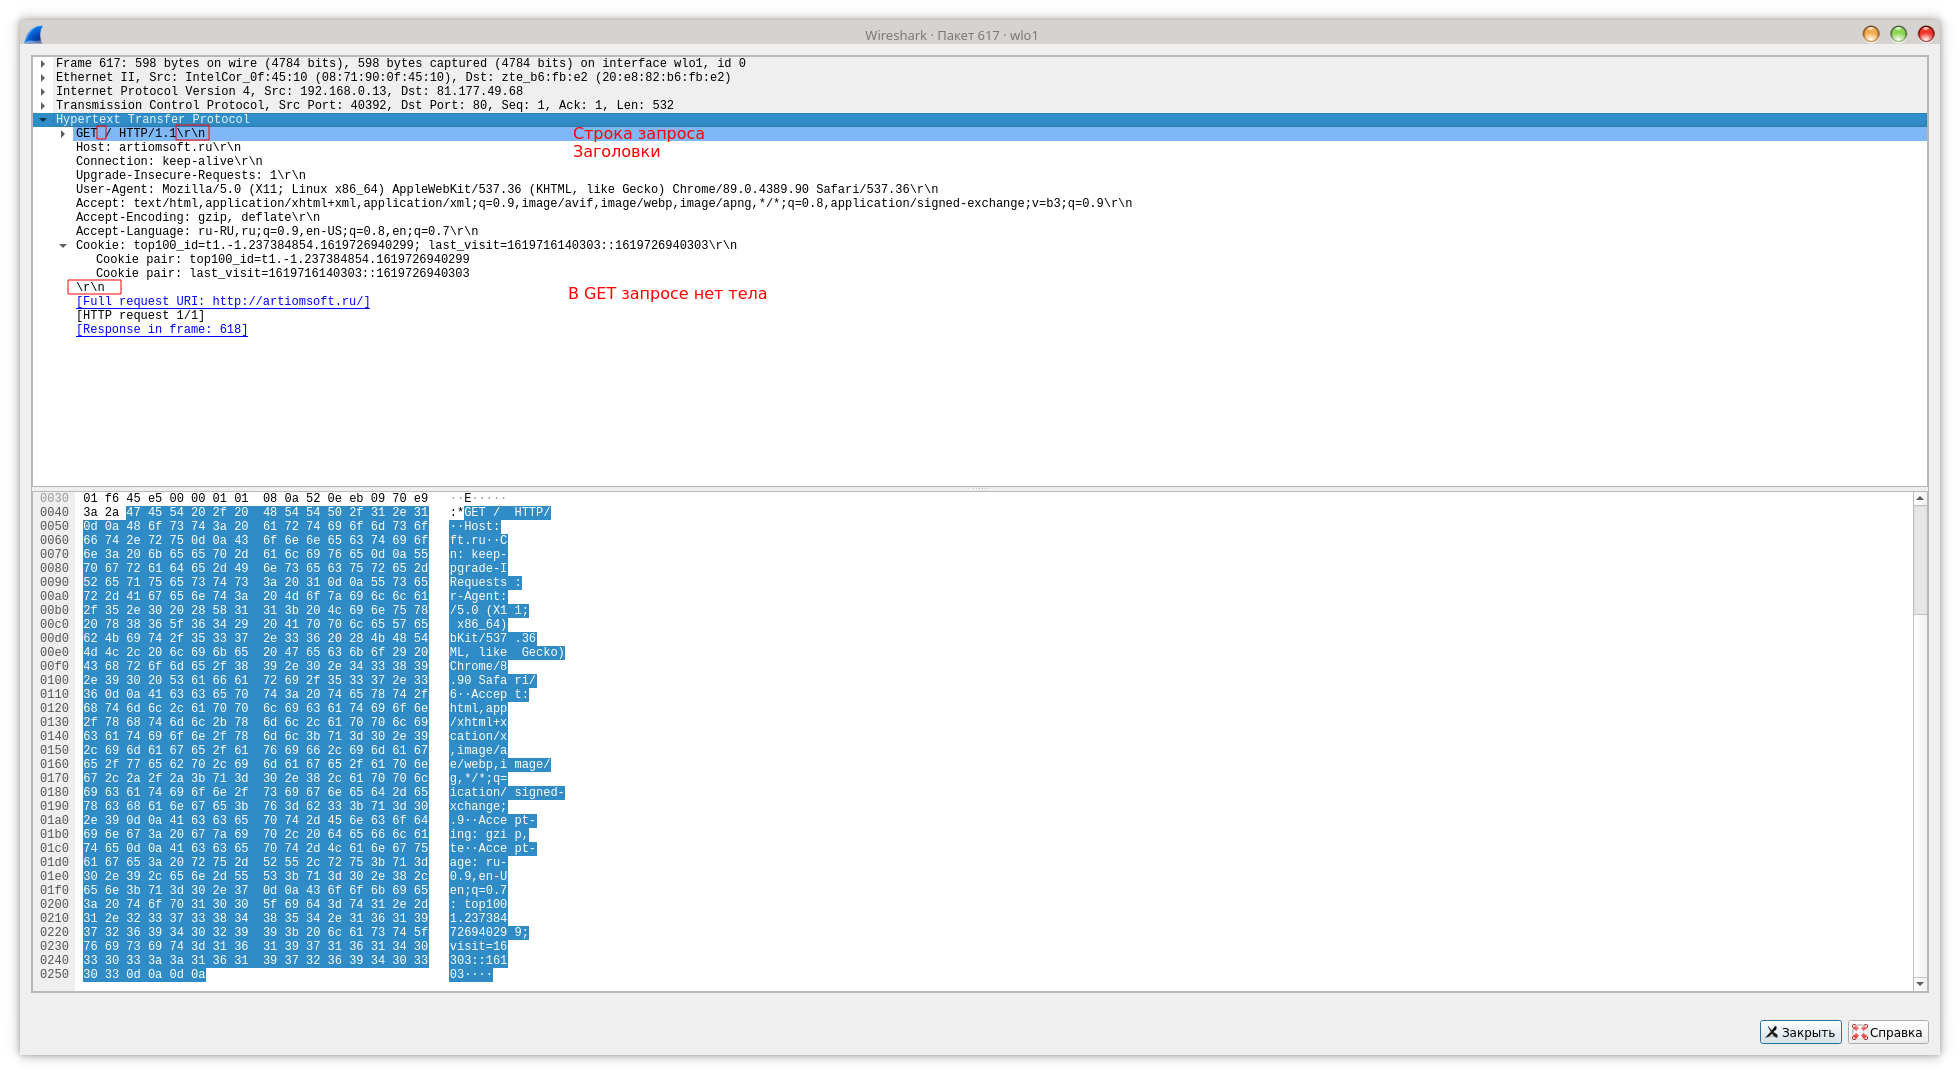 Wireshark · Пакет 617 · wlo1
Frame 617: 598 bytes on wire (4784 bits), 598 bytes captured (4784 bits) on interface wlo1, id 0
Ethernet II, Src: IntelCor_0f:45:10 (08:71:90:0f:45:10), Dst: zte_b6:fb:e2 (20:e8:82:b6:fb:e2)
Internet Protocol Version 4, Src: 192.168.0.13, Dst: 81.177.49.68
Transmission Control Protocol, Src Port: 40392, Dst Port: 80, Seq: 1, Ack: 1, Len: 532
Hypertext Transfer Protocol
GET / HTTP/1.1\r\n Строка запроса
Host: artiomsoft.ru\r\n Заголовки
Connection: keep-alive\r\n
Upgrade-Insecure-Requests: 1\r\n
User-Agent: Mozilla/5.0 (X11; Linux x86_64) AppleWebKit/537.36 (KHTML, like Gecko) Chrome/89.0.4389.90 Safari/537.36\r\n
Accept: text/html,application/xhtml+xml,application/xml;q=0.9,image/avif,image/webp,image/apng,*/*;q=0.8,application/signed-exchange;v=b3;q=0.9\r\n
Accept-Encoding: gzip, deflate\r\n
Accept-Language: ru-RU,ru;q=0.9,en-US;q=0.8,en;q=0.7\r\n
Cookie: top100_id=t1.-1.237384854.1619726940299; last_visit=1619716140303::1619726940303\r\n
Cookie pair: top100_id=t1.-1.237384854.1619726940299
Cookie pair: last_visit=1619716140303::1619726940303
\r\n В GET запросе нет тела
[Full request URI: http://artiomsoft.ru/]
[HTTP request 1/1]
[Response in frame: 618]
0030 01 f6 45 e5 00 00 01 01 08 0a 52 0e eb 09 70 e9 ··E·····
0040 3a 2a 47 45 54 20 2f 20 48 54 54 50 2f 31 2e 31 :*GET / HTTP/
0050 0d 0a 48 6f 73 74 3a 20 61 72 74 69 6f 6d 73 6f ··Host:
0060 66 74 2e 72 75 0d 0a 43 6f 6e 6e 65 63 74 69 6f ft.ru··C
0070 6e 3a 20 6b 65 65 70 2d 61 6c 69 76 65 0d 0a 55 n: keep-
0080 70 67 72 61 64 65 2d 49 6e 73 65 63 75 72 65 2d pgrade-I
0090 52 65 71 75 65 73 74 73 3a 20 31 0d 0a 55 73 65 Requests :
00a0 72 2d 41 67 65 6e 74 3a 20 4d 6f 7a 69 6c 6c 61 r-Agent:
00b0 2f 35 2e 30 20 28 58 31 31 3b 20 4c 69 6e 75 78 /5.0 (X1 1;
00c0 20 78 38 36 5f 36 34 29 20 41 70 70 6c 65 57 65 x86_64)
00d0 62 4b 69 74 2f 35 33 37 2e 33 36 20 28 4b 48 54 bKit/537 .36
00e0 4d 4c 2c 20 6c 69 6b 65 20 47 65 63 6b 6f 29 20 ML, like Gecko)
00f0 43 68 72 6f 6d 65 2f 38 39 2e 30 2e 34 33 38 39 Chrome/8
0100 2e 39 30 20 53 61 66 61 72 69 2f 35 33 37 2e 33 .90 Safa ri/
0110 36 0d 0a 41 63 63 65 70 74 3a 20 74 65 78 74 2f 6··Accep t:
0120 68 74 6d 6c 2c 61 70 70 6c 69 63 61 74 69 6f 6e html,app
0130 2f 78 68 74 6d 6c 2b 78 6d 6c 2c 61 70 70 6c 69 /xhtml+x
0140 63 61 74 69 6f 6e 2f 78 6d 6c 3b 71 3d 30 2e 39 cation/x
0150 2c 69 6d 61 67 65 2f 61 76 69 66 2c 69 6d 61 67 ,image/a
0160 65 2f 77 65 62 70 2c 69 6d 61 67 65 2f 61 70 6e e/webp,i mage/
0170 67 2c 2a 2f 2a 3b 71 3d 30 2e 38 2c 61 70 70 6c g,*/*;q=
0180 69 63 61 74 69 6f 6e 2f 73 69 67 6e 65 64 2d 65 ication/ signed-
0190 78 63 68 61 6e 67 65 3b 76 3d 62 33 3b 71 3d 30 xchange;
01a0 2e 39 0d 0a 41 63 63 65 70 74 2d 45 6e 63 6f 64 .9··Acce pt-
01b0 69 6e 67 3a 20 67 7a 69 70 2c 20 64 65 66 6c 61 ing: gzi p,
01c0 74 65 0d 0a 41 63 63 65 70 74 2d 4c 61 6e 67 75 te··Acce pt-
01d0 61 67 65 3a 20 72 75 2d 52 55 2c 72 75 3b 71 3d age: ru-
01e0 30 2e 39 2c 65 6e 2d 55 53 3b 71 3d 30 2e 38 2c 0.9,en-U
01f0 65 6e 3b 71 3d 30 2e 37 0d 0a 43 6f 6f 6b 69 65 en;q=0.7
0200 3a 20 74 6f 70 31 30 30 5f 69 64 3d 74 31 2e 2d : top100
0210 31 2e 32 33 37 33 38 34 38 35 34 2e 31 36 31 39 1.237384
0220 37 32 36 39 34 30 32 39 39 3b 20 6c 61 73 74 5f 72694029 9;
0230 76 69 73 69 74 3d 31 36 31 39 37 31 36 31 34 30 visit=16
0240 33 30 33 3a 3a 31 36 31 39 37 32 36 39 34 30 33 303::161
0250 30 33 0d 0a 0d 0a 03····
Закрыть Справка